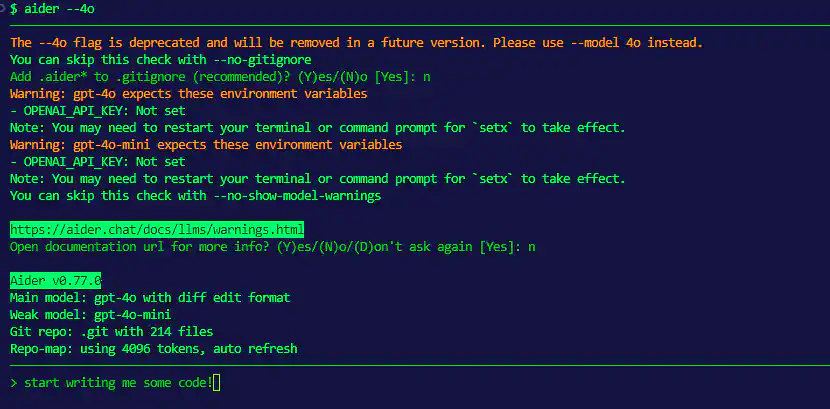 $ aider --4o
The --4o flag is deprecated and will be removed in a future version. Please use --model 4o instead.
You can skip this check with --no-gitignore
Add .aider* to .gitignore (recommended)? (Y)es/(N)o [Yes]: n
Warning: gpt-4o expects these environment variables
- OPENAI_API_KEY: Not set
Note: You may need to restart your terminal or command prompt for `setx` to take effect.
Warning: gpt-4o-mini expects these environment variables
- OPENAI_API_KEY: Not set
Note: You may need to restart your terminal or command prompt for `setx` to take effect.
You can skip this check with --no-show-model-warnings
https://aider.chat/docs/llms/warnings.html
Open documentation url for more info? (Y)es/(N)o/(D)on't ask again [Yes]: n
Aider v0.77.0
Main model: gpt-4o with diff edit format
Weak model: gpt-4o-mini
Git repo: .git with 214 files
Repo-map: using 4096 tokens, auto refresh
> start writing me some code!